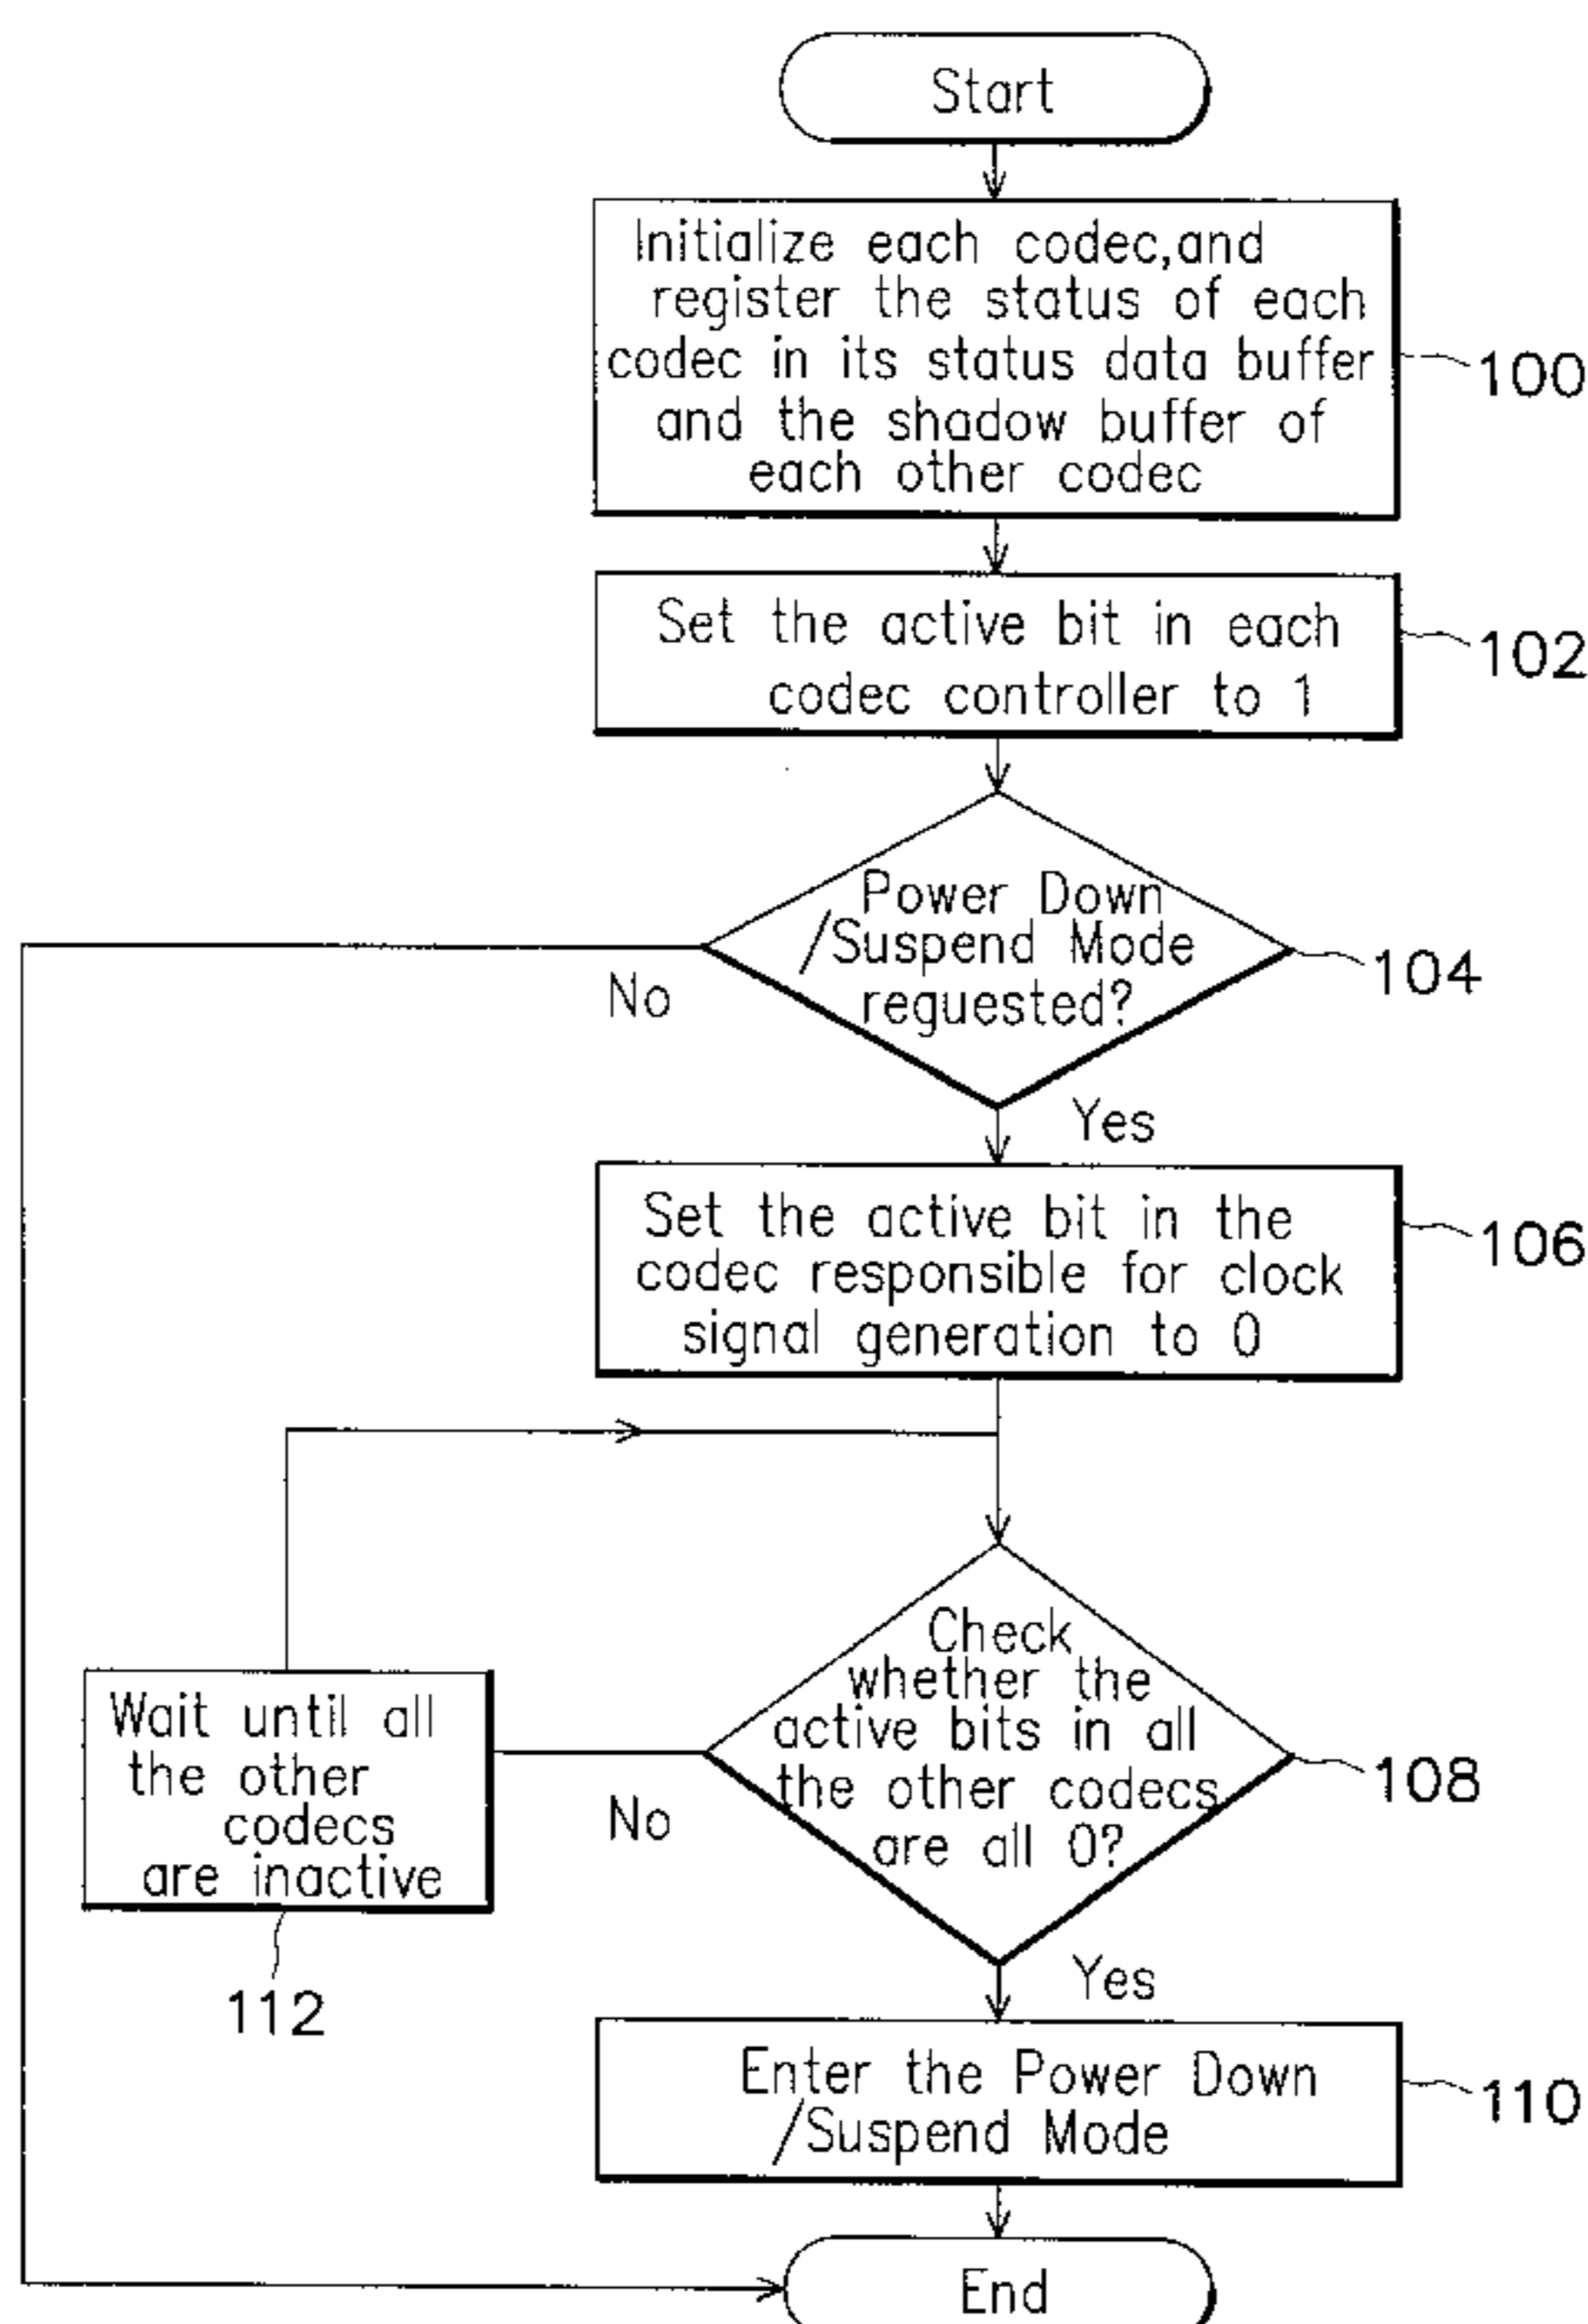 Start
Initialize each codec,and
register the status of each
codec in its status data buffer
and the shadow buffer of
each other codec
100
Set the active bit in each
codec controller to 1
102
Power Down
/Suspend Mode
reguested?
104
No
Yes
Set the active bit in the
codec responsible for clock
signal generation to 0
106
Check
whether the
active bits in all
the other codecs
are all 0?
108
No
Wait until all
the other
codecs
are inactive
112
Yes
Enter the Power Down
/Suspend Mode
110
End